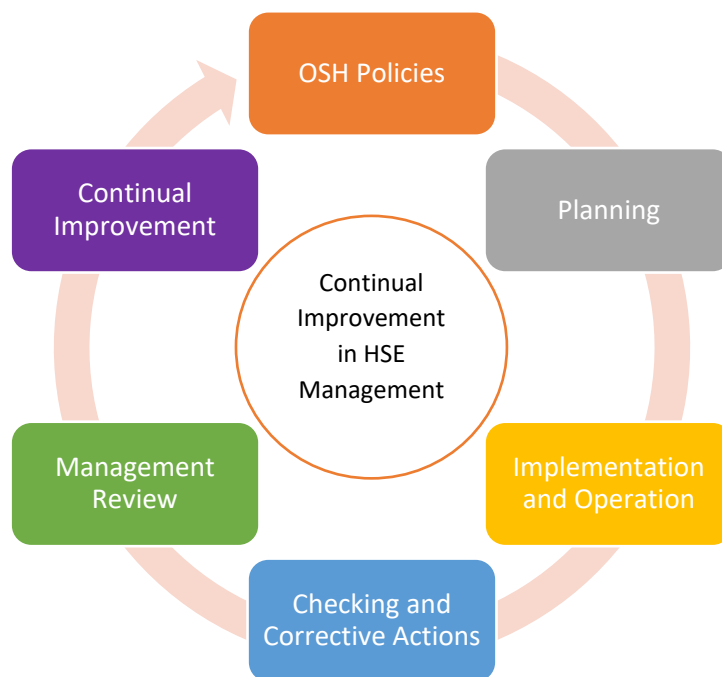 OSH Policies
Planning
Implementation
and Operation
Checking and
Corrective Actions
Management
Review
Continual
Improvement
Continual
Improvement
in HSE
Management